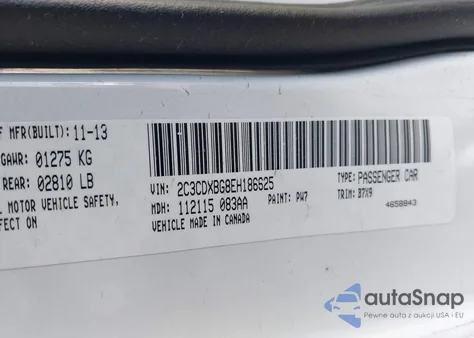 F MFR(BUILT): 11-13
GAWR: 01275 KG
REAR: 02810 LB
L MOTOR VEHICLE SAFETY,
FECT ON
VIN: 2C3CDXBG8EH186625
TYPE: PASSENGER CAR
MDH: 112115 083AA
PAINT: PW7
TRIM: B7X9
VEHICLE MADE IN CANADA
4658843
autoSnap
Pewne auta z aukcji USA i EU